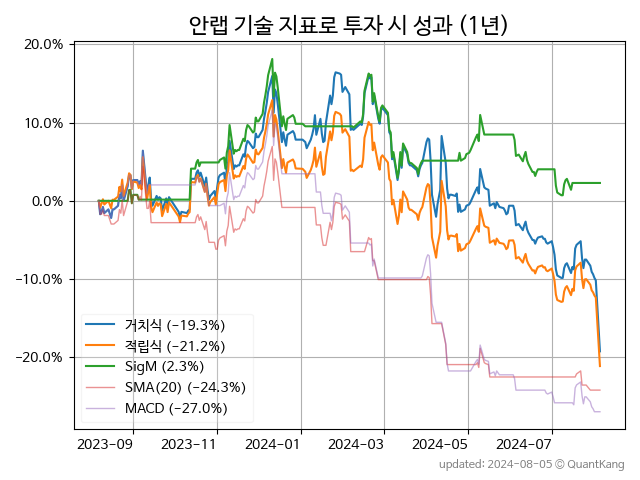 안랩 기술 지표로 투자 시 성과 (1년)
20.0%
10.0%
0.0%
−10.0%
−20.0%
거치식 (−19.3%)
적립식 (−21.2%)
SigM (2.3%)
SMA(20) (−24.3%)
MACD (−27.0%)
2023-09 2023-11 2024-01 2024-03 2024-05 2024-07
updated: 2024-08-05 © QuantKang